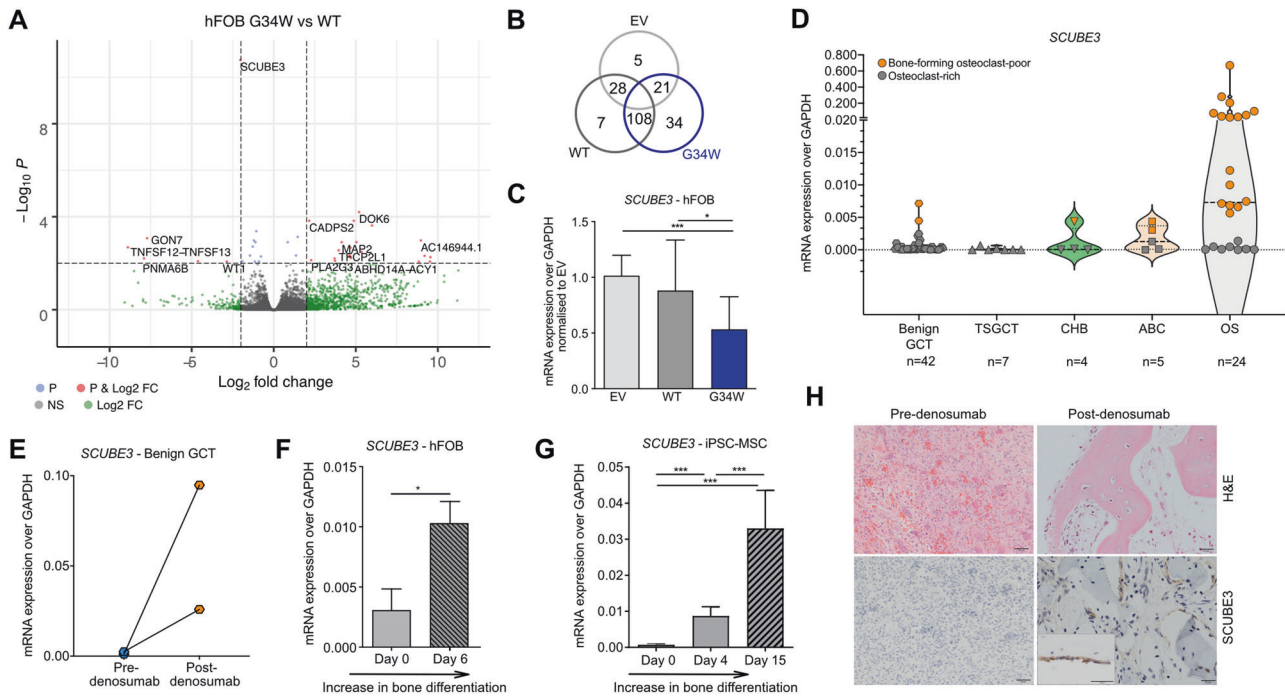 A
hFOB G34W vs WT
SCUBE3
DOK6
CADPS2
GON7
MAP2
AC146944.1
TNFSF12-TNFSF13
TFCP2L1
PNMA6B
WT1
PLA2G3
ABHD14A-ACY1
8
4
0
−Log10 P
−10
−5
0
5
10
Log2 fold change
P
P & Log2 FC
NS
Log2 FC
B
EV
5
28
21
7
108
34
WT
G34W
C
SCUBE3 - hFOB
*
***
1.5
1.0
0.5
0.0
mRNA expression over GAPDH
normalised to EV
EV
WT
G34W
D
SCUBE3
Bone-forming osteoclast-poor
Osteoclast-rich
0.800
0.600
0.400
0.200
0.020
0.015
0.010
0.005
0.000
mRNA expression over GAPDH
Benign
GCT
TSGCT
CHB
ABC
OS
n=42
n=7
n=4
n=5
n=24
E
SCUBE3 - Benign GCT
0.10
0.05
0.00
mRNA expression over GAPDH
Pre-
denosumab
Post-
denosumab
F
SCUBE3 - hFOB
*
0.015
0.010
0.005
0.000
mRNA expression over GAPDH
Day 0
Day 6
Increase in bone differentiation
G
SCUBE3 - iPSC-MSC
***
***
***
0.05
0.04
0.03
0.02
0.01
0.00
mRNA expression over GAPDH
Day 0
Day 4
Day 15
Increase in bone differentiation
H
Pre-denosumab
Post-denosumab
H&E
SCUBE3